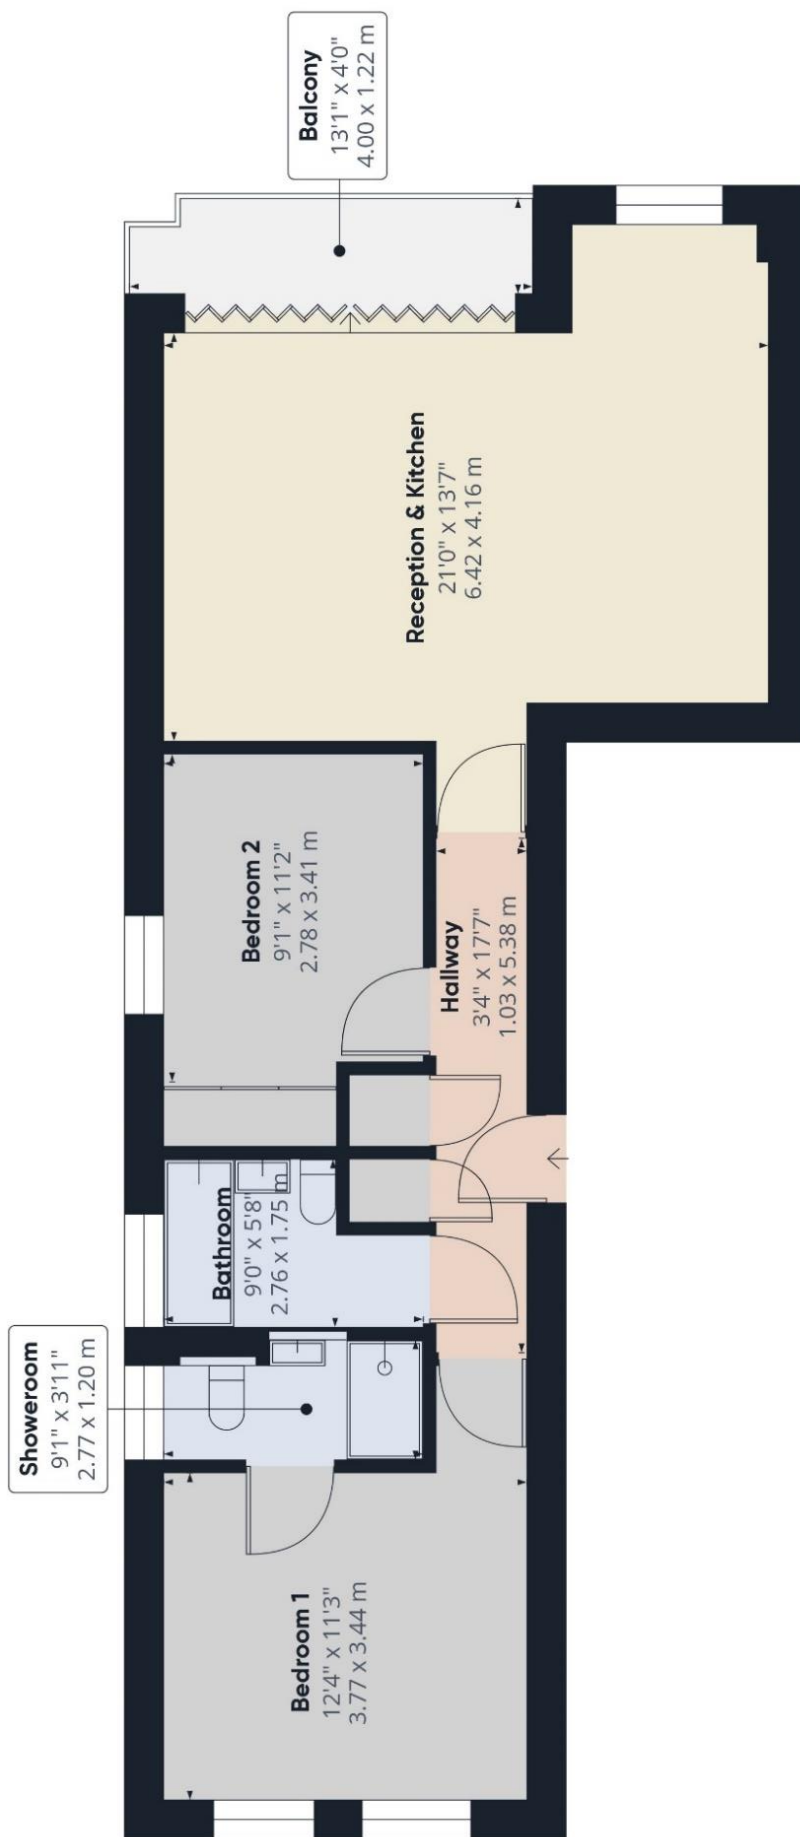 Balcony
13'1" x 4'0"
4.00 x 1.22 m
Reception & Kitchen
21'0" x 13'7"
6.42 x 4.16 m
Bedroom 2
9'1" x 11'2"
2.78 x 3.41 m
Hallway
3'4" x 17'7"
1.03 x 5.38 m
Bathroom
9'0" x 5'8"
2.76 x 1.75 m
Showeroom
9'1" x 3'11"
2.77 x 1.20 m
Bedroom 1
12'4" x 11'3"
3.77 x 3.44 m